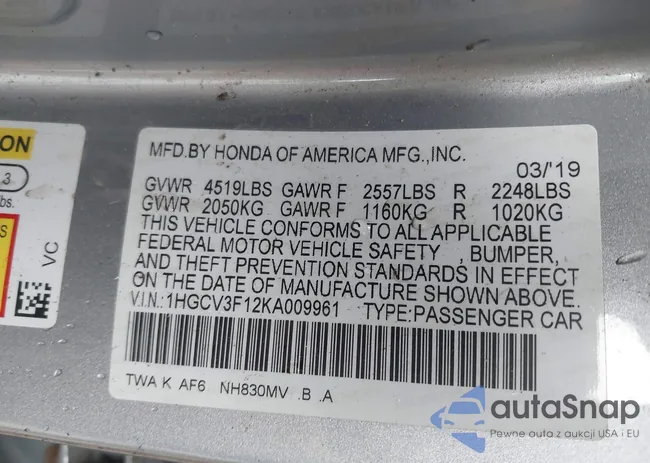 ON
3
bs.
S
VC
MFD.BY HONDA OF AMERICA MFG.,INC.
03/'19
GVWR 4519LBS GAWR F 2557LBS R 2248LBS
GVWR 2050KG GAWR F 1160KG R 1020KG
THIS VEHICLE CONFORMS TO ALL APPLICABLE
FEDERAL MOTOR VEHICLE SAFETY , BUMPER,
AND THEFT PREVENTION STANDARDS IN EFFECT
ON THE DATE OF MANUFACTURE SHOWN ABOVE.
V.I.N.:1HGCV3F12KA009961 TYPE:PASSENGER CAR
TWA K AF6 NH830MV .B .A
autoSnap
Pewne auta z aukcji USA i EU